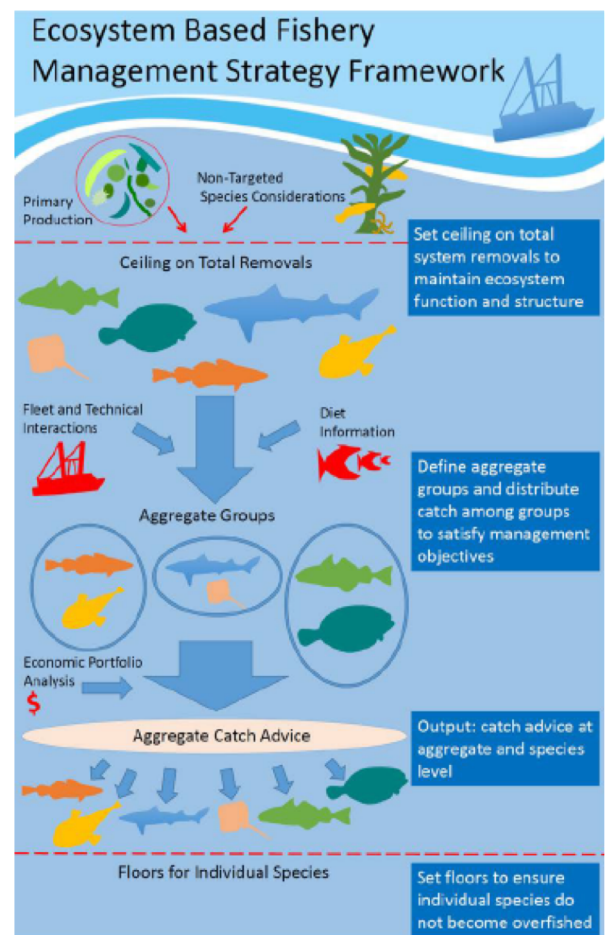 Ecosystem Based Fishery
Management Strategy Framework
Primary
Production
Non-Targeted
Species Considerations
Set ceiling on total
system removals to
maintain ecosystem
function and structure
Ceiling on Total Removals
Fleet and Technical
Interactions
Diet
Information
Define aggregate
groups and distribute
catch among groups
to satisfy management
objectives
Aggregate Groups
Economic Portfolio
Analysis
$
Aggregate Catch Advice
Output: catch advice at
aggregate and species
level
Floors for Individual Species
Set floors to ensure
individual species do
not become overfished